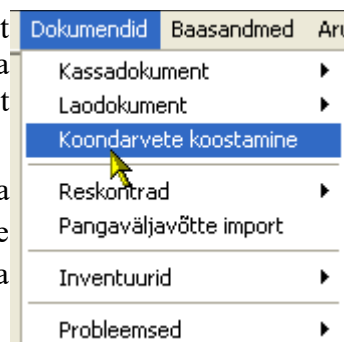 Dokumendid Baasandmed
Kassadokument
Laodokument
Koondarvete koostamine
Reskontrad
Pangaväljavõtte import
Inventuurid
Probleemsed